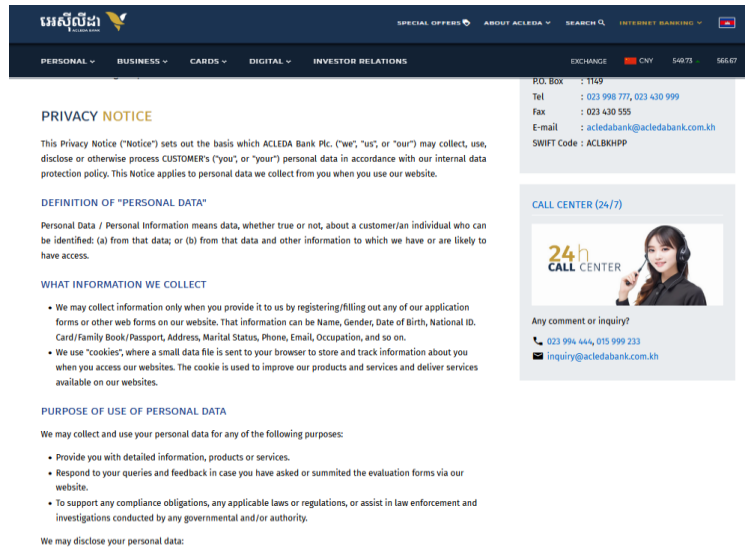 អេស៊ីលីដា
ACLEDA BANK
SPECIAL OFFERS ABOUT ACLEDA SEARCH INTERNET BANKING
PERSONAL BUSINESS CARDS DIGITAL INVESTOR RELATIONS EXCHANGE CNY 549.73 566.67
P.O. Box : 1149
Tel : 023 998 777, 023 430 999
Fax : 023 430 555
E-mail : acledabank@acledabank.com.kh
SWIFT Code : ACLBKHPP
PRIVACY NOTICE
This Privacy Notice ("Notice") sets out the basis which ACLEDA Bank Plc. ("we", "us", or "our") may collect, use,
disclose or otherwise process CUSTOMER's ("you", or "your") personal data in accordance with our internal data
protection policy. This Notice applies to personal data we collect from you when you use our website.
DEFINITION OF "PERSONAL DATA"
Personal Data / Personal Information means data, whether true or not, about a customer/an individual who can
be identified: (a) from that data; or (b) from that data and other information to which we have or are likely to
have access.
WHAT INFORMATION WE COLLECT
• We may collect information only when you provide it to us by registering/filling out any of our application
forms or other web forms on our website. That information can be Name, Gender, Date of Birth, National ID.
Card/Family Book/Passport, Address, Marital Status, Phone, Email, Occupation, and so on.
• We use "cookies", where a small data file is sent to your browser to store and track information about you
when you access our websites. The cookie is used to improve our products and services and deliver services
available on our websites.
PURPOSE OF USE OF PERSONAL DATA
We may collect and use your personal data for any of the following purposes:
• Provide you with detailed information, products or services.
• Respond to your queries and feedback in case you have asked or summited the evaluation forms via our
website.
• To support any compliance obligations, any applicable laws or regulations, or assist in law enforcement and
investigations conducted by any governmental and/or authority.
We may disclose your personal data:
CALL CENTER (24/7)
24h
CALL CENTER
Any comment or inquiry?
023 994 444, 015 999 233
inquiry@acledabank.com.kh